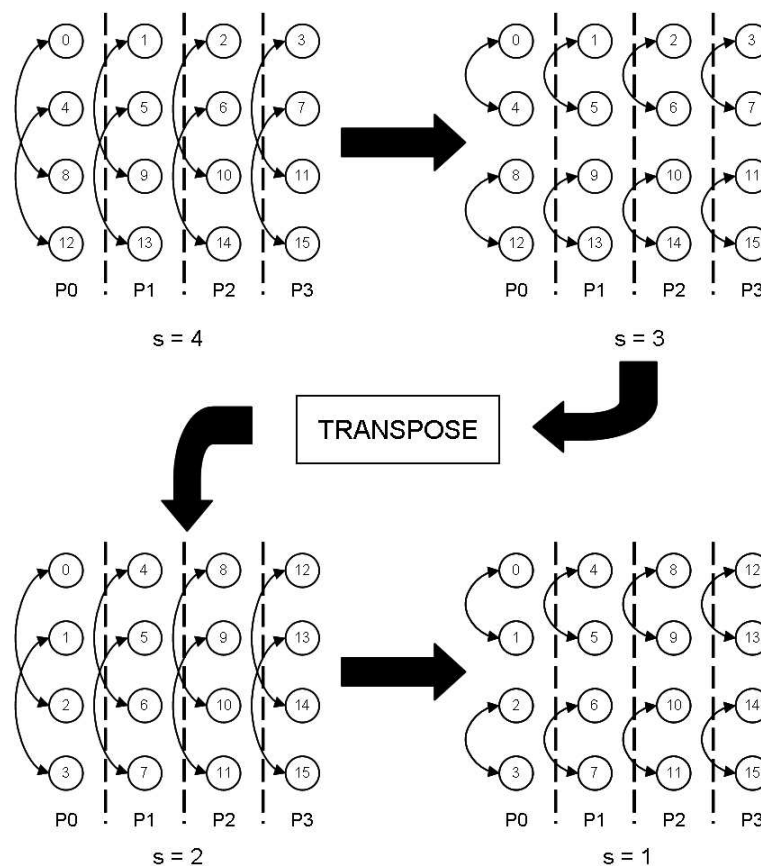 0 1 2 3
4 5 6 7
8 9 10 11
12 13 14 15
P0 P1 P2 P3
s = 4
0 1 2 3
4 5 6 7
8 9 10 11
12 13 14 15
P0 P1 P2 P3
s = 3
TRANSPOSE
0 4 8 12
1 5 9 13
2 6 10 14
3 7 11 15
P0 P1 P2 P3
s = 2
0 4 8 12
1 5 9 13
2 6 10 14
3 7 11 15
P0 P1 P2 P3
s = 1